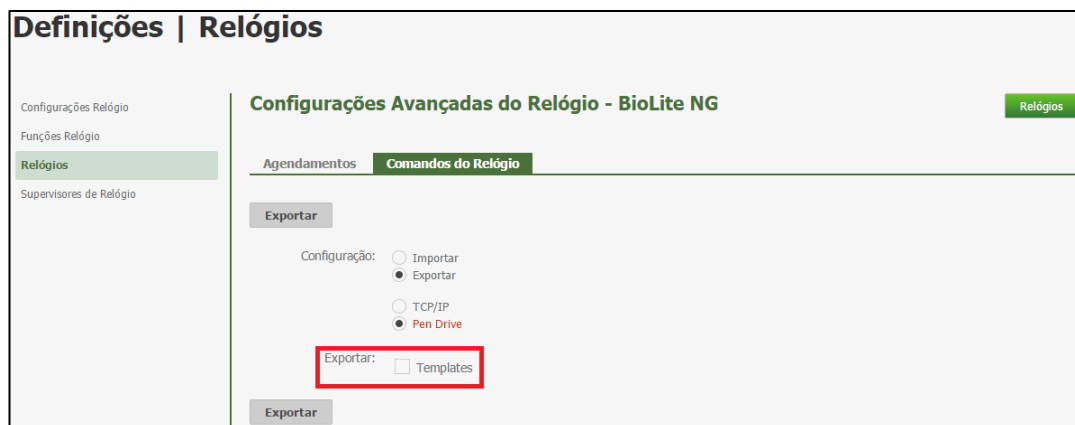 Definições | Relógios
Configurações Relógio
Funções Relógio
Relógios
Supervisores de Relógio
Configurações Avançadas do Relógio - BioLite NG
Relógios
Agendamentos
Comandos do Relógio
Exportar
Configuração:
Importar
Exportar
TCP/IP
Pen Drive
Exportar:
Templates
Exportar